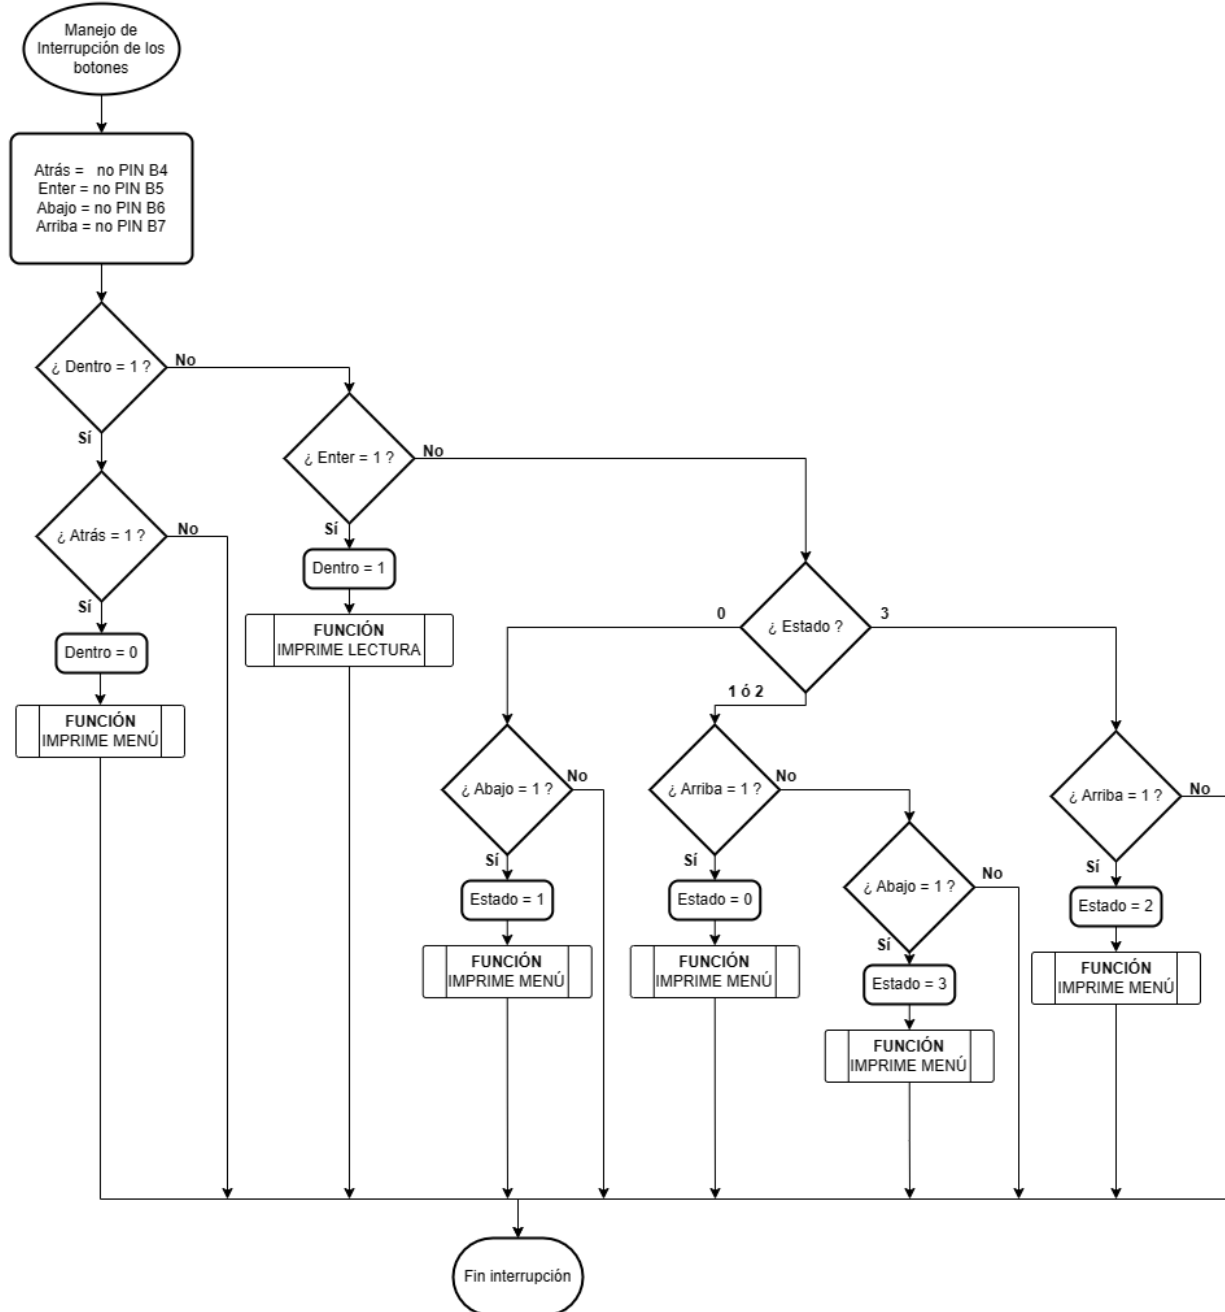 Manejo de
Interrupción de los
botones
Atrás = no PIN B4
Enter = no PIN B5
Abajo = no PIN B6
Arriba = no PIN B7
¿ Dentro = 1 ?
No
Sí
¿ Enter = 1 ?
No
Sí
¿ Atrás = 1 ?
No
Sí
Dentro = 1
FUNCIÓN
IMPRIME LECTURA
Dentro = 0
FUNCIÓN
IMPRIME MENÚ
¿ Estado ?
0
3
1 ó 2
¿ Abajo = 1 ?
No
Sí
Estado = 1
FUNCIÓN
IMPRIME MENÚ
¿ Arriba = 1 ?
No
Sí
Estado = 0
FUNCIÓN
IMPRIME MENÚ
¿ Abajo = 1 ?
No
Sí
Estado = 3
FUNCIÓN
IMPRIME MENÚ
¿ Arriba = 1 ?
No
Sí
Estado = 2
FUNCIÓN
IMPRIME MENÚ
Fin interrupción